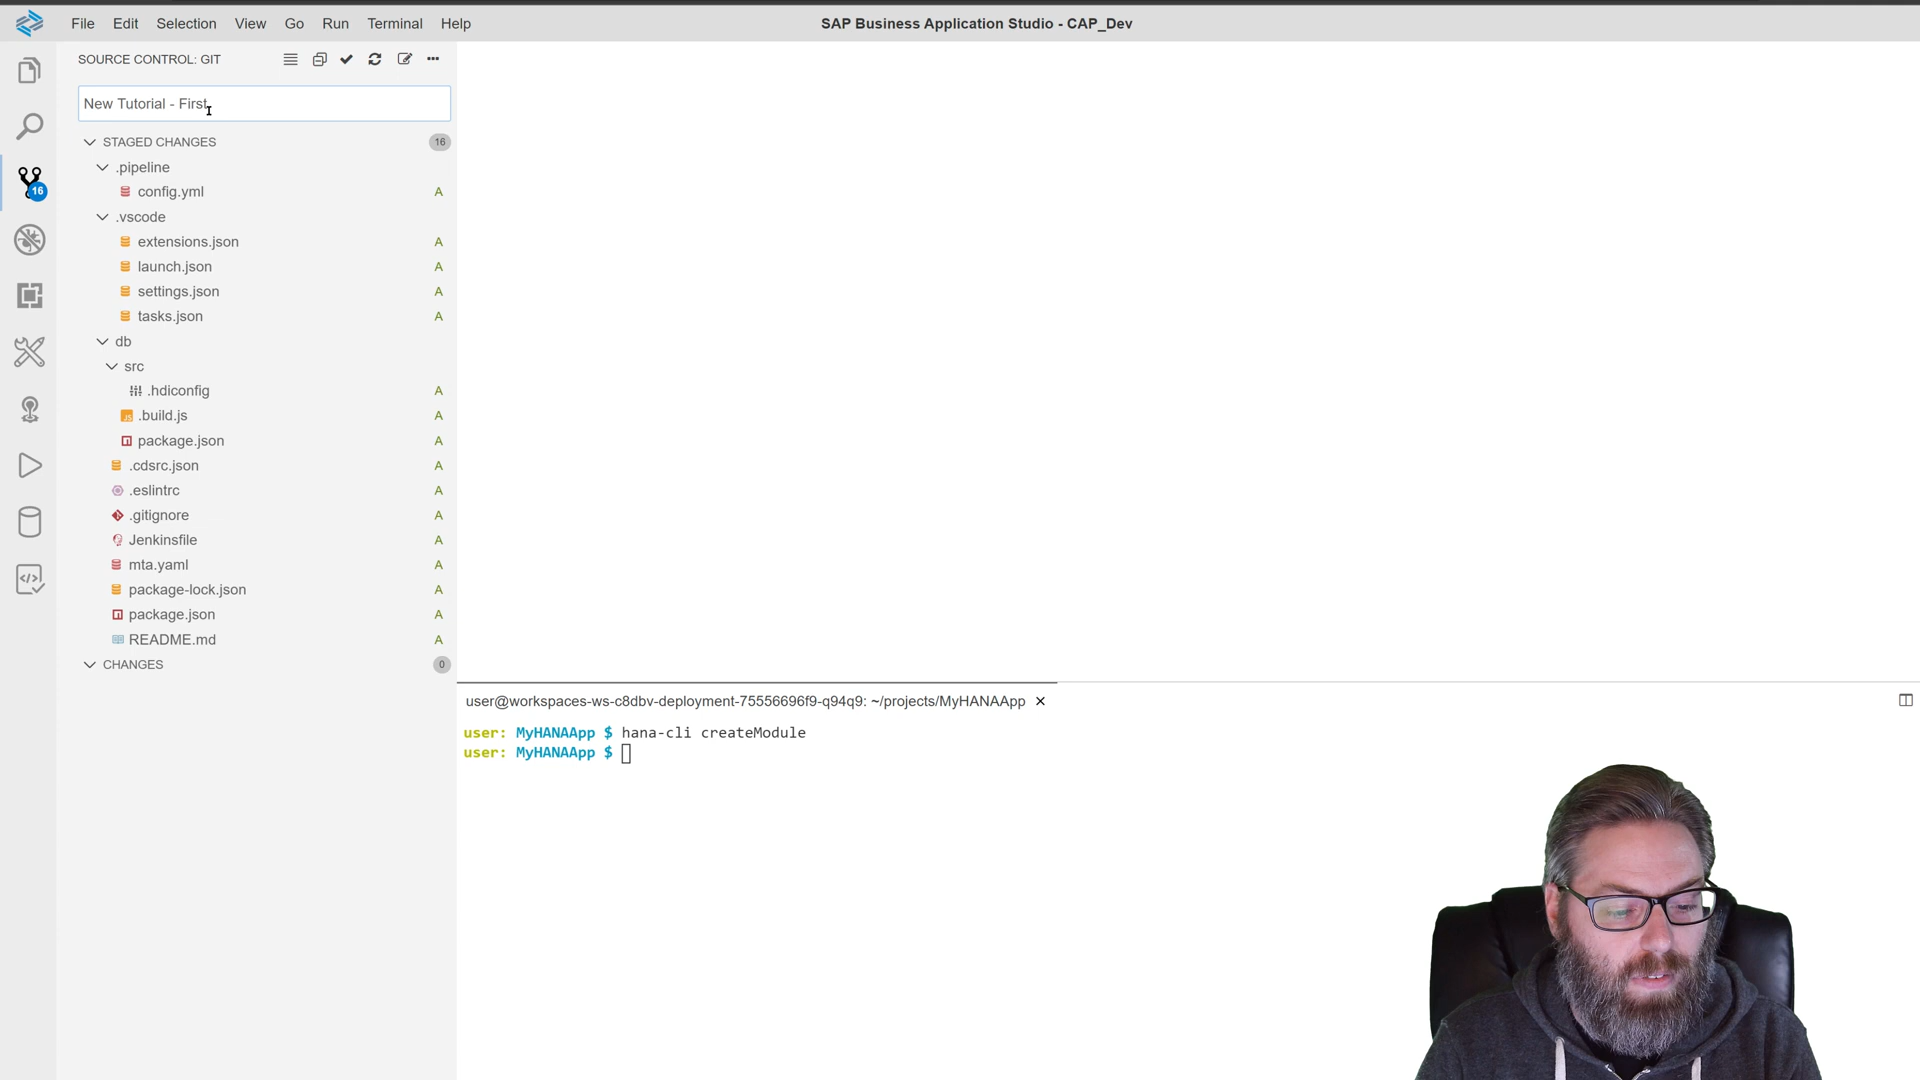 File Edit Selection View Go Run Terminal Help
SAP Business Application Studio - CAP_Dev
SOURCE CONTROL: GIT
New Tutorial - First
STAGED CHANGES 16
.pipeline
config.yml A
16
.vscode
extensions.json A
launch.json A
settings.json A
tasks.json A
db
src
.hdiconfig A
.build.js A
package.json A
.cdsrc.json A
.eslintrc A
.gitignore A
Jenkinsfile A
mta.yaml A
package-lock.json A
package.json A
README.md A
CHANGES 0
user@workspaces-ws-c8dbv-deployment-75556696f9-q94q9: ~/projects/MyHANAApp
user: MyHANAApp $ hana-cli createModule
user: MyHANAApp $